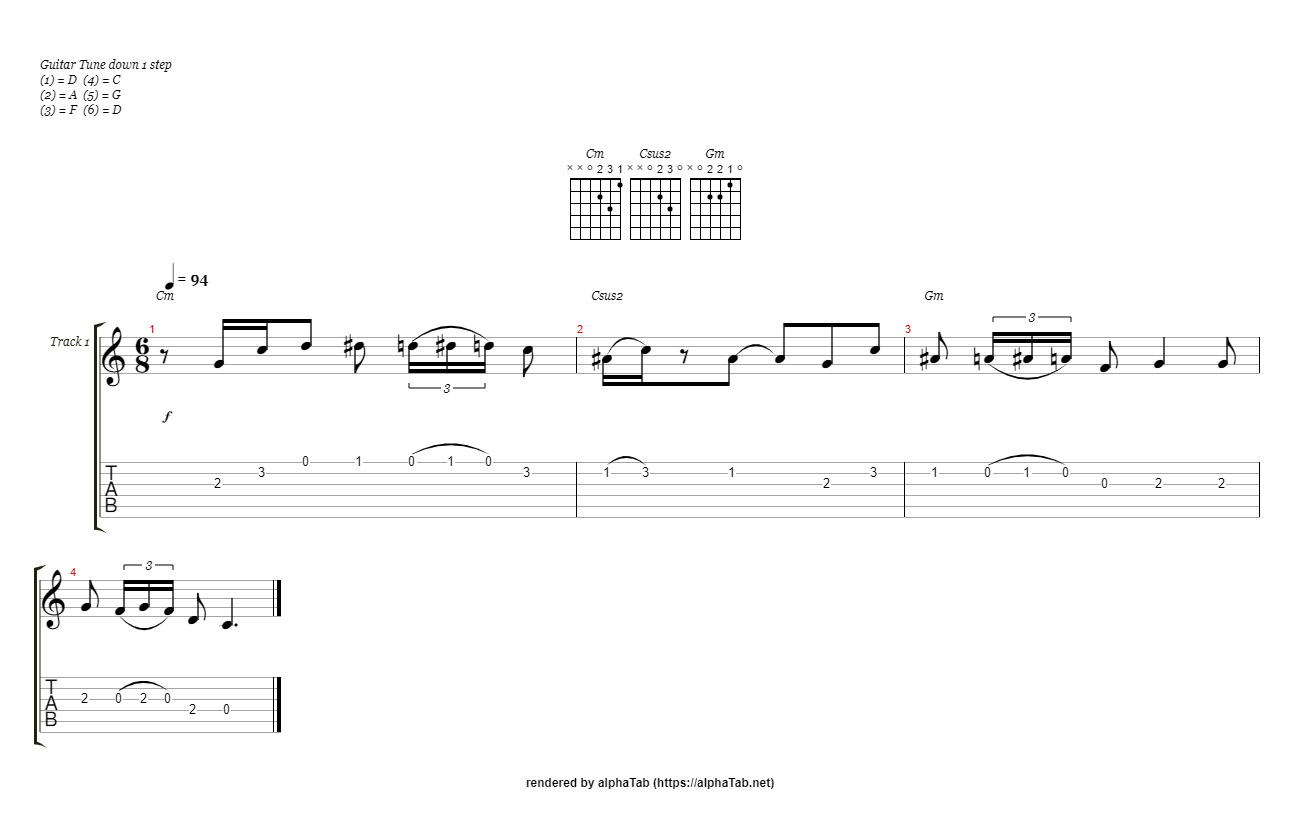 Guitar Tune down 1 step
(1) = D (4) = C
(2) = A (5) = G
(3) = F (6) = D
Cm Csus2 Gm
× × ○ 2 3 1 × × ○ 2 3 ○ × ○ 2 2 1 ○
= 94
Cm Csus2 Gm
3
Track 1 1 6 8 2 3
3
f
0 1 0 1 0
T 3 3 1 3 1 3 1 0 1 0
A 2 2 0 2 2
B
3
4
T
A 2 0 2 0
B 2 0
rendered by alphaTab (https://alphaTab.net)